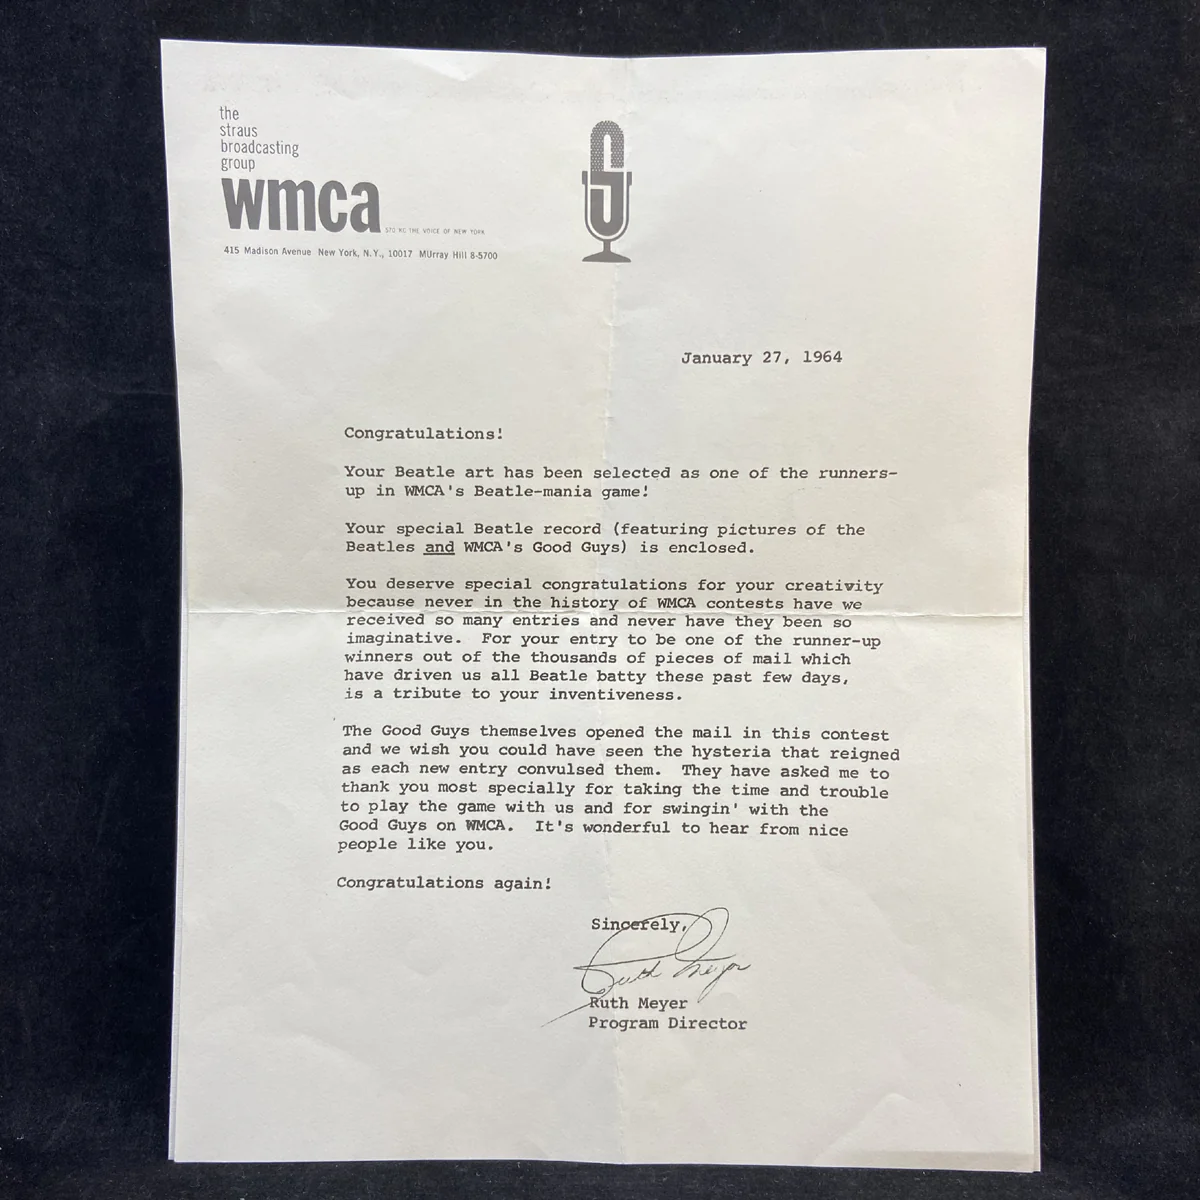 the
straus
broadcasting
group
wmca 570 KC THE VOICE OF NEW YORK
415 Madison Avenue New York, N.Y., 10017 MUrray Hill 8-5700
January 27, 1964
Congratulations!
Your Beatle art has been selected as one of the runners-
up in WMCA's Beatle-mania game!
Your special Beatle record (featuring pictures of the
Beatles and WMCA's Good Guys) is enclosed.
You deserve special congratulations for your creativity
because never in the history of WMCA contests have we
received so many entries and never have they been so
imaginative. For your entry to be one of the runner-up
winners out of the thousands of pieces of mail which
have driven us all Beatle batty these past few days,
is a tribute to your inventiveness.
The Good Guys themselves opened the mail in this contest
and we wish you could have seen the hysteria that reigned
as each new entry convulsed them. They have asked me to
thank you most specially for taking the time and trouble
to play the game with us and for swingin' with the
Good Guys on WMCA. It's wonderful to hear from nice
people like you.
Congratulations again!
Sincerely,
Ruth Meyer
Ruth Meyer
Program Director